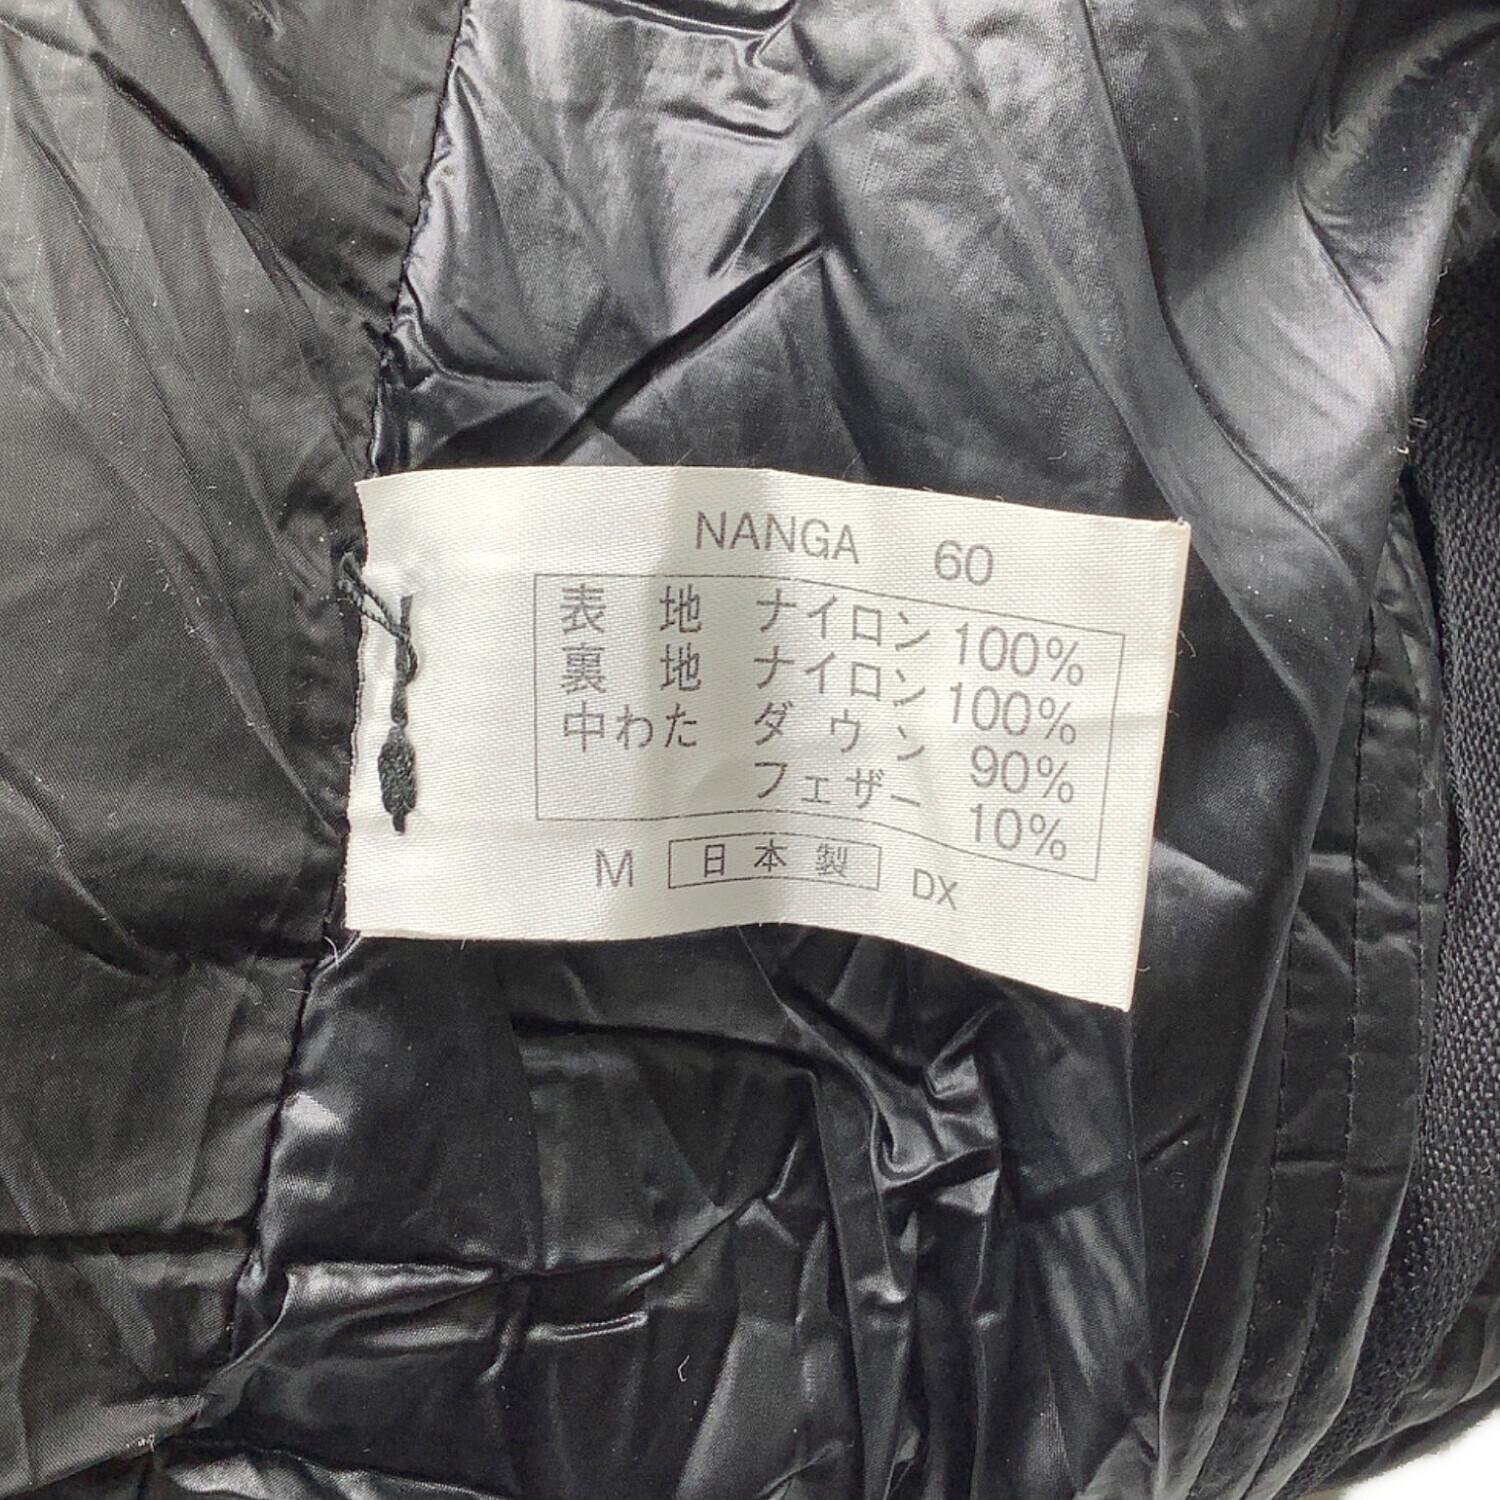 NANGA 60
表地 ナイロン 100%
裏地 ナイロン 100%
中わた ダウン 90%
フェザー 10%
M 日本製 DX